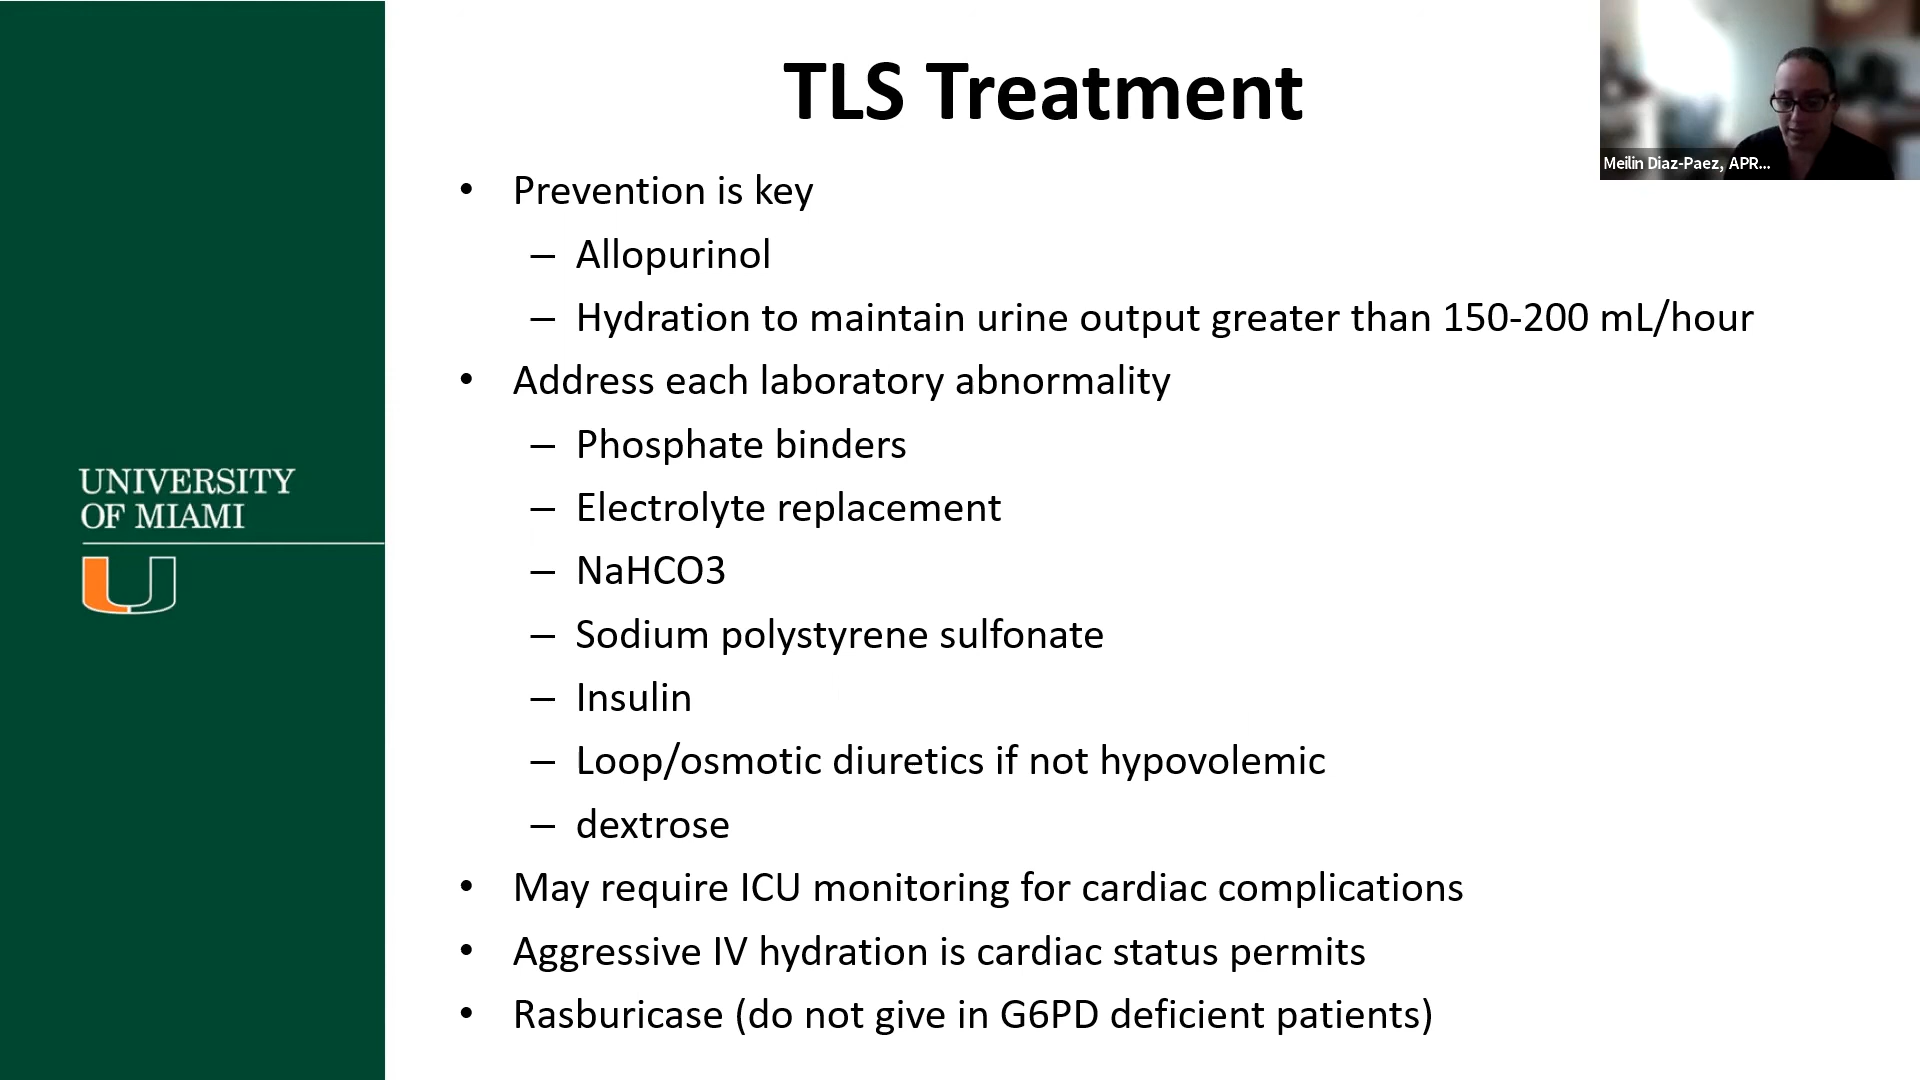 TLS Treatment
Meilin Diaz-Paez, APR...
• Prevention is key
– Allopurinol
– Hydration to maintain urine output greater than 150-200 mL/hour
• Address each laboratory abnormality
– Phosphate binders
– Electrolyte replacement
– NaHCO3
– Sodium polystyrene sulfonate
– Insulin
– Loop/osmotic diuretics if not hypovolemic
– dextrose
• May require ICU monitoring for cardiac complications
• Aggressive IV hydration is cardiac status permits
• Rasburicase (do not give in G6PD deficient patients)
UNIVERSITY
OF MIAMI
U